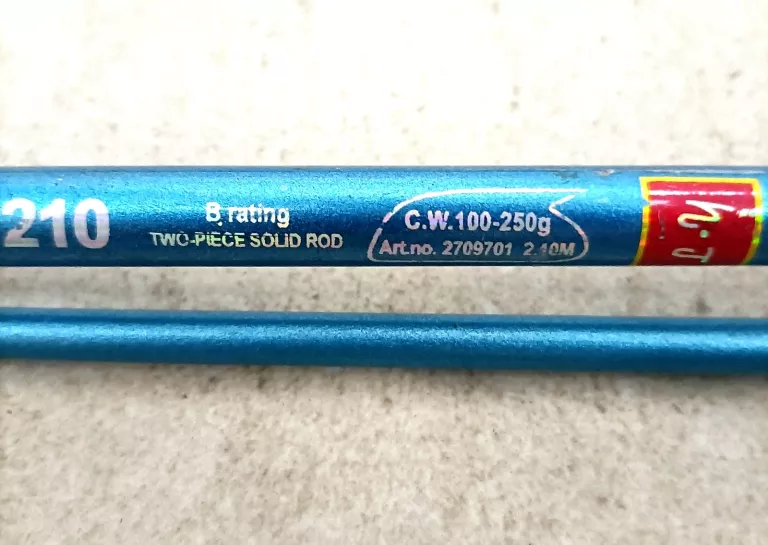 210
B. rating
TWO-PIECE SOLID ROD
C.W.100-250g
Art.no. 2709701 2.10M